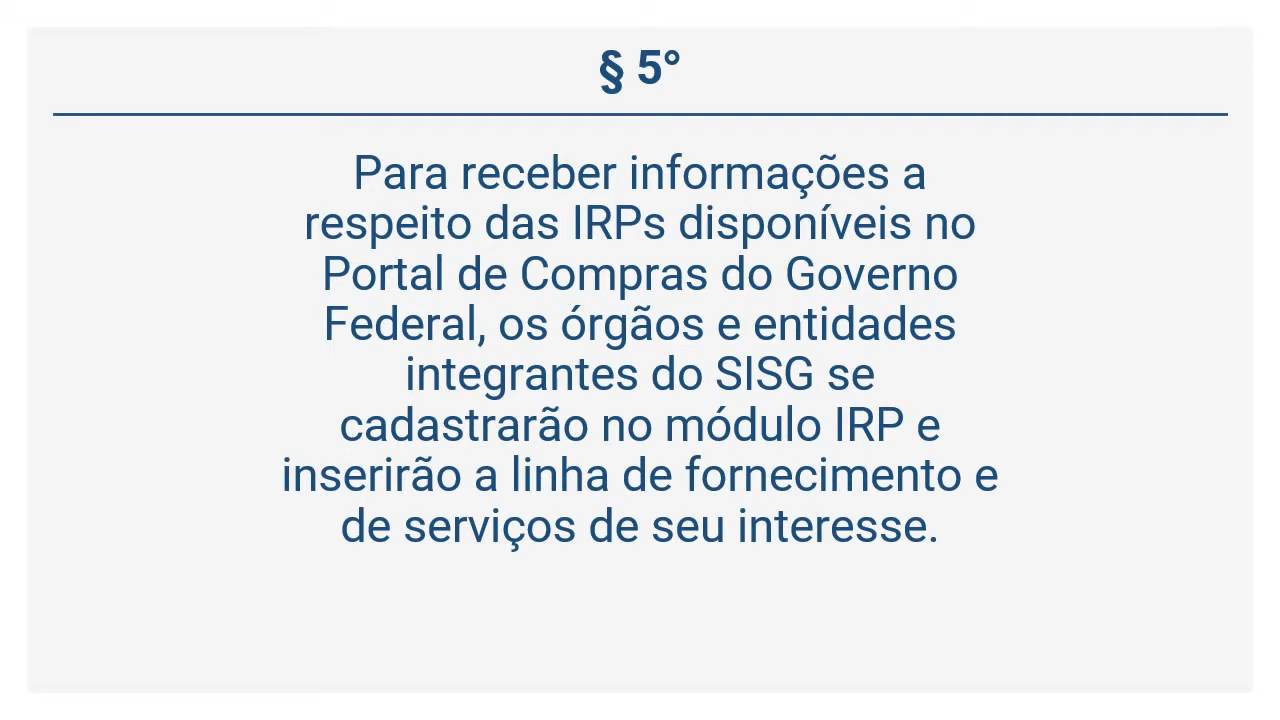 § 5°
Para receber informações a
respeito das IRPs disponíveis no
Portal de Compras do Governo
Federal, os órgãos e entidades
integrantes do SISG se
cadastrarão no módulo IRP e
inserirão a linha de fornecimento e
de serviços de seu interesse.